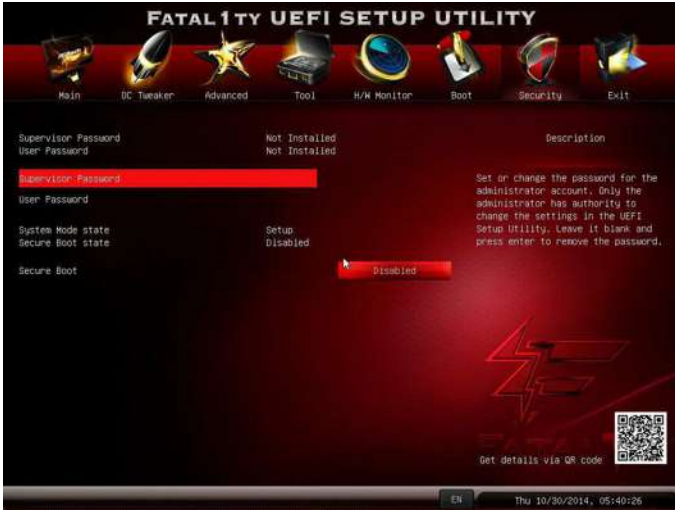 FATAL1TY UEFI SETUP UTILITY
Main OC Tweaker Advanced Tool H/W Monitor Boot Security Exit
Supervisor Password Not Installed
User Password Not Installed
Supervisor Password
User Password
System Mode state Setup
Secure Boot state Disabled
Secure Boot Disabled
Description
Set or change the password for the
administrator account. Only the
administrator has authority to
change the settings in the UEFI
Setup Utility. Leave it blank and
press enter to remove the password.
Get details via QR code
EN Thu 10/30/2014, 05:40:26